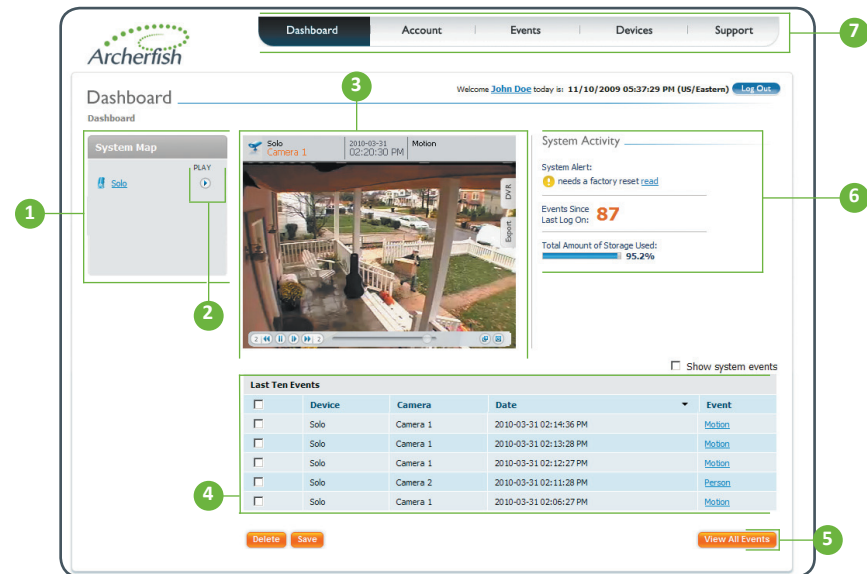 Archerfish
Dashboard Account Events Devices Support
7
Dashboard
Welcome John Doe today is: 11/10/2009 05:37:29 PM (US/Eastern) Log Out
Dashboard
3
System Map
PLAY
Solo
1
2
Solo
Camera 1
2010-03-31
02:20:30 PM
Motion
DVR
Export
2 2
System Activity
System Alert:
! needs a factory reset read
Events Since
Last Log On: 87
Total Amount of Storage Used:
95.2%
6
Show system events
Last Ten Events
Device Camera Date Event
Solo Camera 1 2010-03-31 02:14:36 PM Motion
Solo Camera 1 2010-03-31 02:13:28 PM Motion
Solo Camera 1 2010-03-31 02:12:27 PM Motion
Solo Camera 2 2010-03-31 02:11:28 PM Person
Solo Camera 1 2010-03-31 02:06:27 PM Motion
4
Delete Save View All Events
5